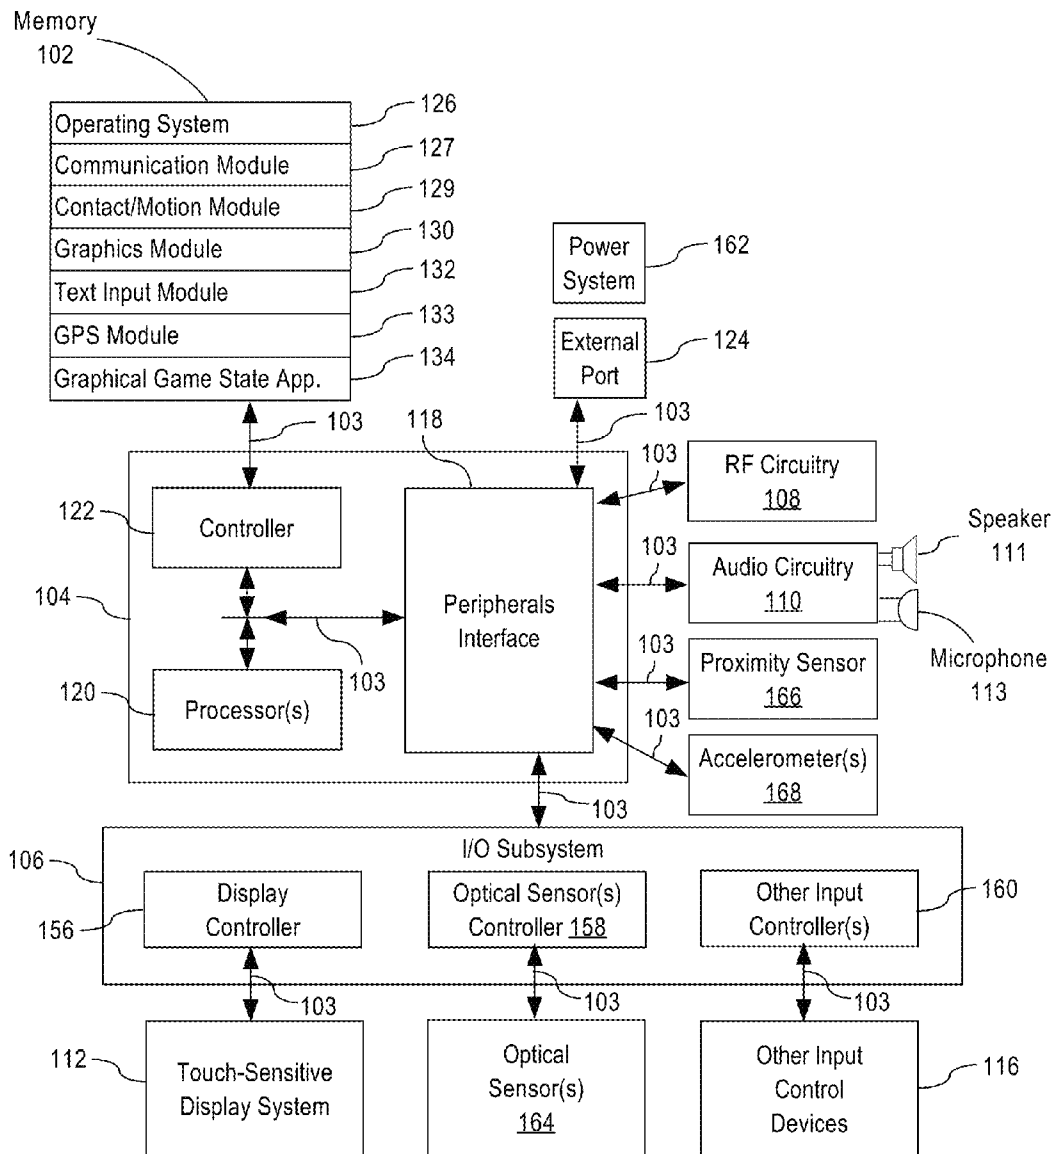 Memory
102
Operating System
126
Communication Module
127
Contact/Motion Module
129
Graphics Module
130
Text Input Module
132
GPS Module
133
Graphical Game State App.
134
Power
System
162
External
Port
124
103
118
103
122
Controller
104
103
120
Processor(s)
Peripherals
Interface
103
RF Circuitry
108
103
Audio Circuitry
110
Speaker
111
Microphone
113
103
Proximity Sensor
166
103
Accelerometer(s)
168
103
106
I/O Subsystem
156
Display
Controller
Optical Sensor(s)
Controller 158
Other Input
Controller(s)
160
103
103
103
112
Touch-Sensitive
Display System
Optical
Sensor(s)
164
Other Input
Control
Devices
116